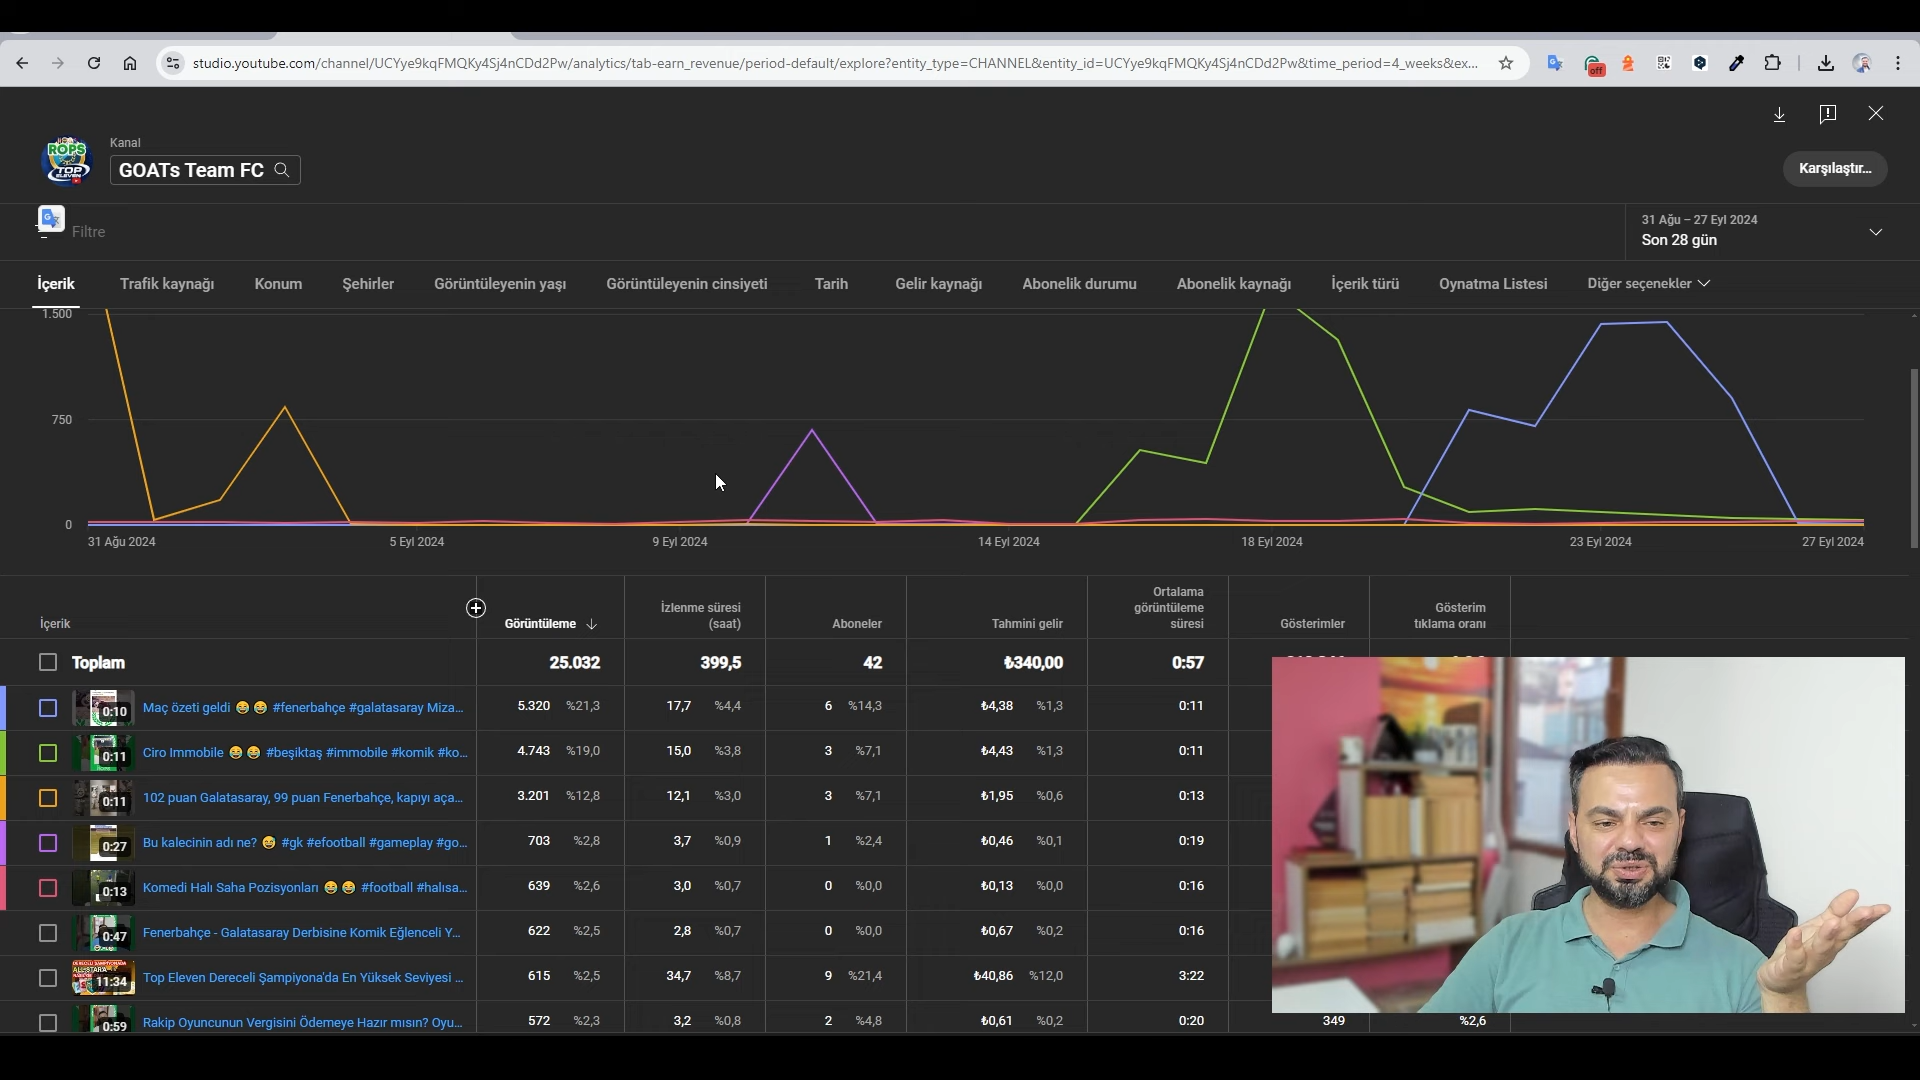 studio.youtube.com/channel/UCYye9kqFMQKy4Sj4nCDd2Pw/analytics/tab-earn_revenue/period-default/explore?entity_type=CHANNEL&entity_id=UCYye9kqFMQKy4Sj4nCDd2Pw&time_period=4_weeks&ex...
off
ROPS
TOP
ELEVEN
Kanal
GOATs Team FC
Karşılaştır...
Filtre
31 Ağu – 27 Eyl 2024
Son 28 gün
İçerik Trafik kaynağı Konum Şehirler Görüntüleyenin yaşı Görüntüleyenin cinsiyeti Tarih Gelir kaynağı Abonelik durumu Abonelik kaynağı İçerik türü Oynatma Listesi Diğer seçenekler
1.500
750
0
31 Ağu 2024 5 Eyl 2024 9 Eyl 2024 14 Eyl 2024 18 Eyl 2024 23 Eyl 2024 27 Eyl 2024
İçerik Görüntüleme İzlenme süresi (saat) Aboneler Tahmini gelir Ortalama görüntüleme süresi Gösterimler Gösterim tıklama oranı
Toplam 25.032 399,5 42 ₺340,00 0:57
0:10 Maç özeti geldi 😂 😂 #fenerbahçe #galatasaray Miza... 5.320 %21,3 17,7 %4,4 6 %14,3 ₺4,38 %1,3 0:11
0:11 Ciro Immobile 😂 😂 #beşiktaş #immobile #komik #ko... 4.743 %19,0 15,0 %3,8 3 %7,1 ₺4,43 %1,3 0:11
0:11 102 puan Galatasaray, 99 puan Fenerbahçe, kapıyı aça... 3.201 %12,8 12,1 %3,0 3 %7,1 ₺1,95 %0,6 0:13
0:27 Bu kalecinin adı ne? 😅 #gk #efootball #gameplay #go... 703 %2,8 3,7 %0,9 1 %2,4 ₺0,46 %0,1 0:19
0:13 Komedi Halı Saha Pozisyonları 😂 😂 #football #halısa... 639 %2,6 3,0 %0,7 0 %0,0 ₺0,13 %0,0 0:16
0:47 Fenerbahçe - Galatasaray Derbisine Komik Eğlenceli Y... 622 %2,5 2,8 %0,7 0 %0,0 ₺0,67 %0,2 0:16
11:34 Top Eleven Dereceli Şampiyona'da En Yüksek Seviyesi ... 615 %2,5 34,7 %8,7 9 %21,4 ₺40,86 %12,0 3:22
0:59 Rakip Oyuncunun Vergisini Ödemeye Hazır mısın? Oyu... 572 %2,3 3,2 %0,8 2 %4,8 ₺0,61 %0,2 0:20 349 %2,6